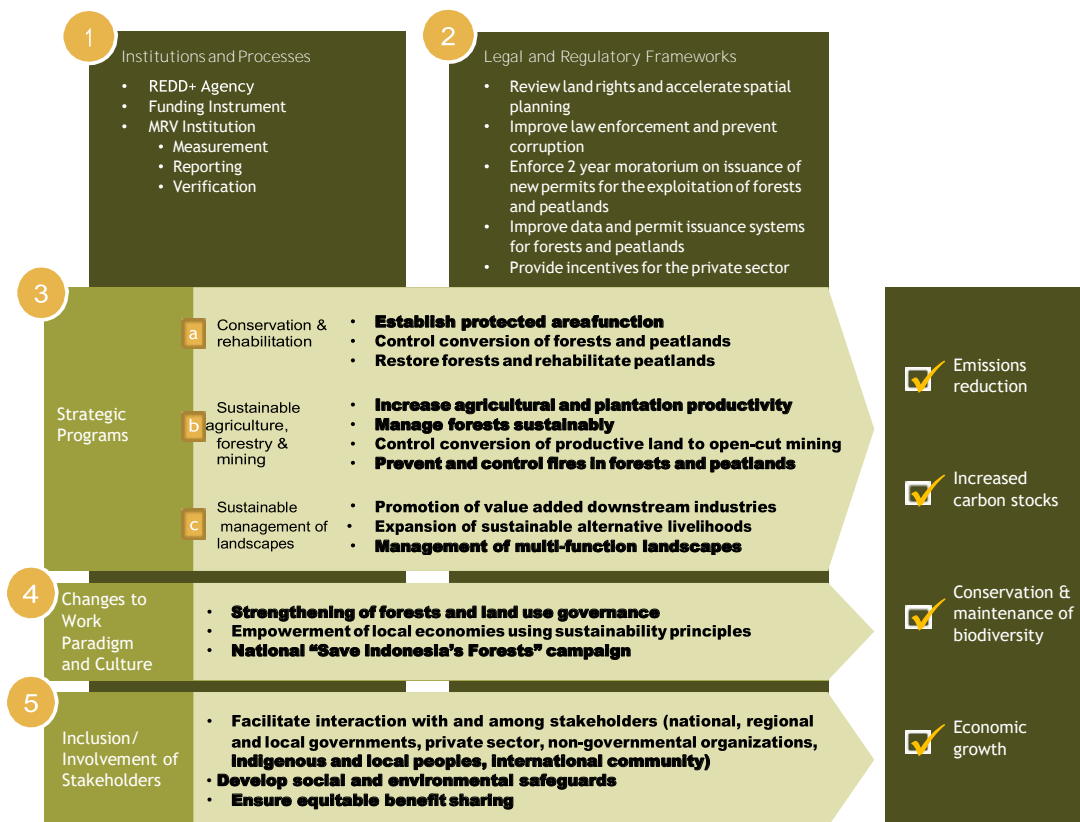 1
Institutions and Processes
• REDD+ Agency
• Funding Instrument
• MRV Institution
• Measurement
• Reporting
• Verification
2
Legal and Regulatory Frameworks
• Review land rights and accelerate spatial
planning
• Improve law enforcement and prevent
corruption
• Enforce 2 year moratorium on issuance of
new permits for the exploitation of forests
and peatlands
• Improve data and permit issuance systems
for forests and peatlands
• Provide incentives for the private sector
3
Strategic
Programs
a
Conservation &
rehabilitation
• Establish protected areafunction
• Control conversion of forests and peatlands
• Restore forests and rehabilitate peatlands
b
Sustainable
agriculture,
forestry &
mining
• Increase agricultural and plantation productivity
• Manage forests sustainably
• Control conversion of productive land to open-cut mining
• Prevent and control fires in forests and peatlands
c
Sustainable
management of
landscapes
• Promotion of value added downstream industries
• Expansion of sustainable alternative livelihoods
• Management of multi-function landscapes
4
Changes to
Work
Paradigm
and Culture
• Strengthening of forests and land use governance
• Empowerment of local economies using sustainability principles
• National “Save Indonesia’s Forests” campaign
5
Inclusion/
Involvement of
Stakeholders
• Facilitate interaction with and among stakeholders (national, regional
and local governments, private sector, non-governmental organizations,
indigenous and local peoples, international community)
• Develop social and environmental safeguards
• Ensure equitable benefit sharing
Emissions
reduction
Increased
carbon stocks
Conservation &
maintenance of
biodiversity
Economic
growth